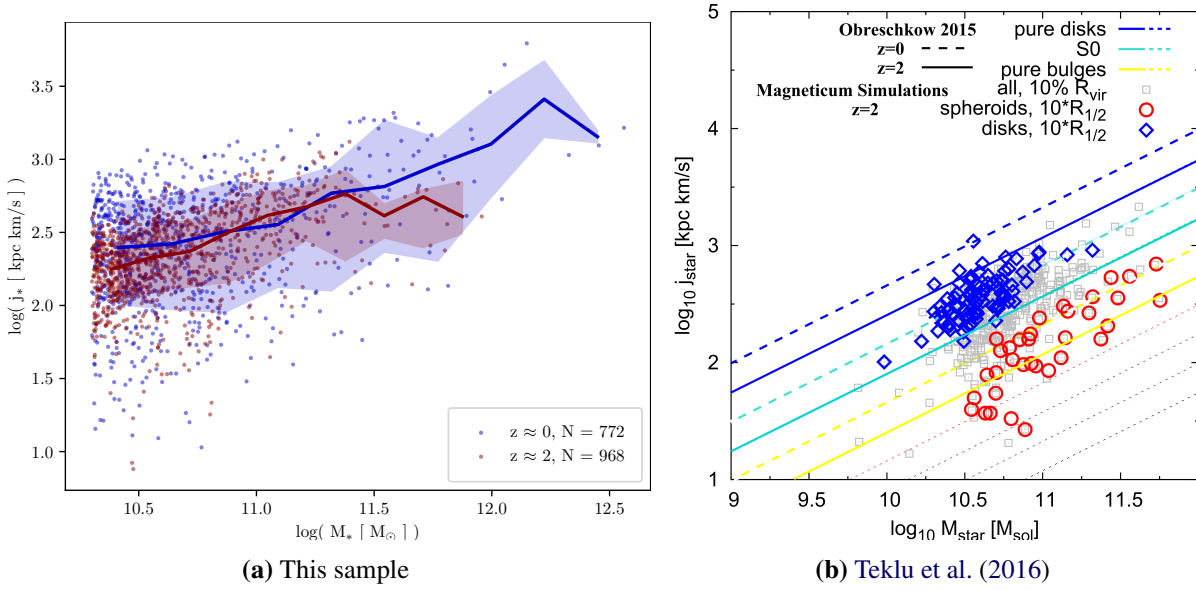 3.5
3.0
2.5
2.0
1.5
1.0
log( j* [ kpc km/s ] )
z ≈ 0, N = 772
z ≈ 2, N = 968
10.5 11.0 11.5 12.0 12.5
log( M* [ M⊙ ] )
(a) This sample
5
4
3
2
1
log10 jstar [kpc km/s]
Obreschkow 2015
z=0
z=2
Magneticum Simulations
z=2
pure disks
S0
pure bulges
all, 10% Rvir
spheroids, 10*R1/2
disks, 10*R1/2
9 9.5 10 10.5 11 11.5
log10 Mstar [Msol]
(b) Teklu et al. (2016)